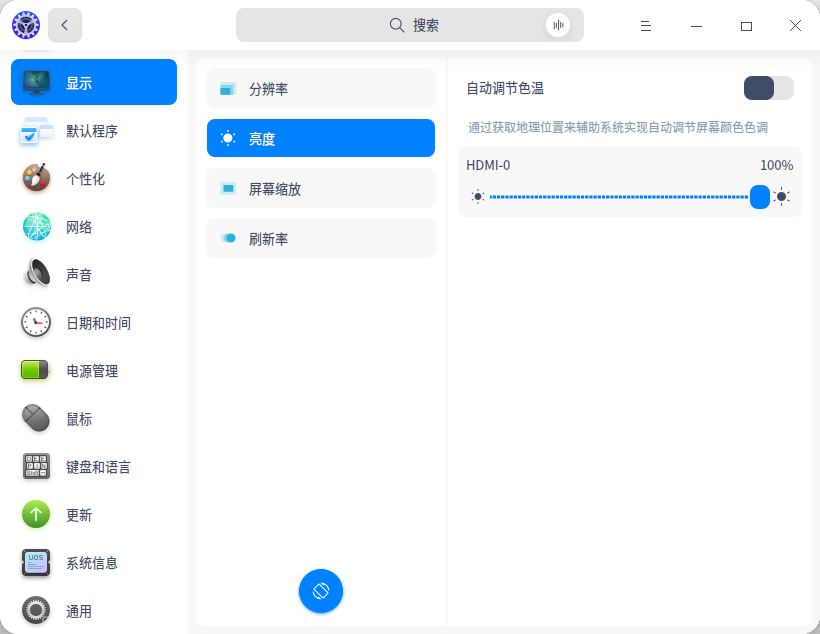 搜索
显示
默认程序
个性化
网络
声音
日期和时间
电源管理
鼠标
键盘和语言
更新
UOS
系统信息
通用
分辨率
亮度
屏幕缩放
刷新率
自动调节色温
通过获取地理位置来辅助系统实现自动调节屏幕颜色色调
HDMI-0 100%